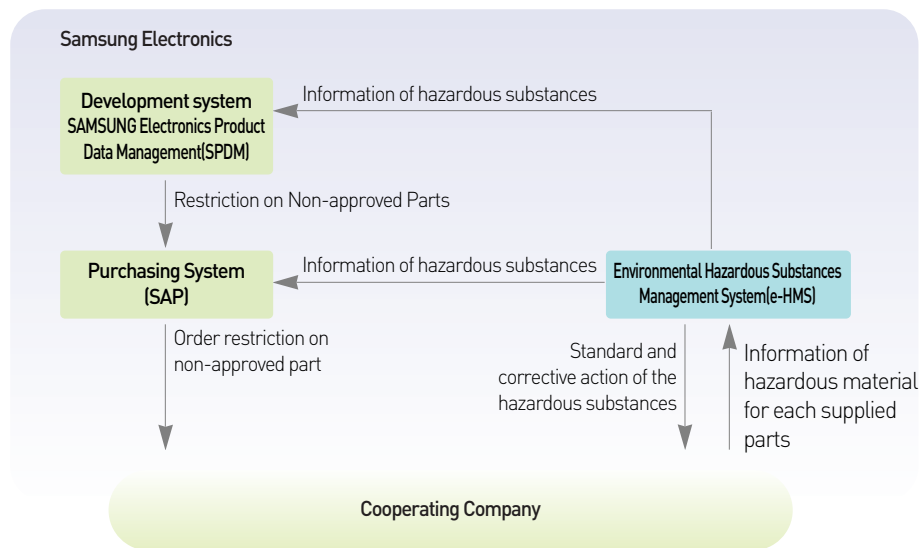 Samsung Electronics
Development system
SAMSUNG Electronics Product
Data Management(SPDM)
Information of hazardous substances
Restriction on Non-approved Parts
Purchasing System
(SAP)
Information of hazardous substances
Environmental Hazardous Substances
Management System(e-HMS)
Order restriction on
non-approved part
Standard and
corrective action of the
hazardous substances
Information of
hazardous material
for each supplied
parts
Cooperating Company